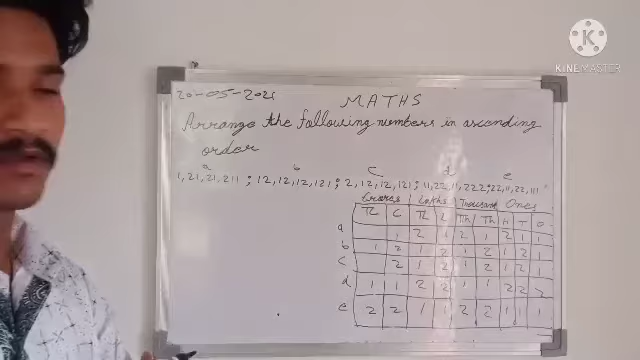 KINEMASTER
20-05-2021
MATHS
Arrange the following numbers in ascending
order
a b c d e
1,21,21,211 ; 12,12,12,121 ; 2,12,12,121 ; 11,22,11,222 ; 22,11,22,111
Crores Lakhs Thousand Ones
TC C TL L TTh Th H T O
a 1 2 1 2 1 2 1 1
b 1 2 1 2 1 2 1 2 1
c 2 1 2 1 2 1 2 1
d 1 1 2 2 1 1 2 2 2
e 2 2 1 1 2 2 1 1 1